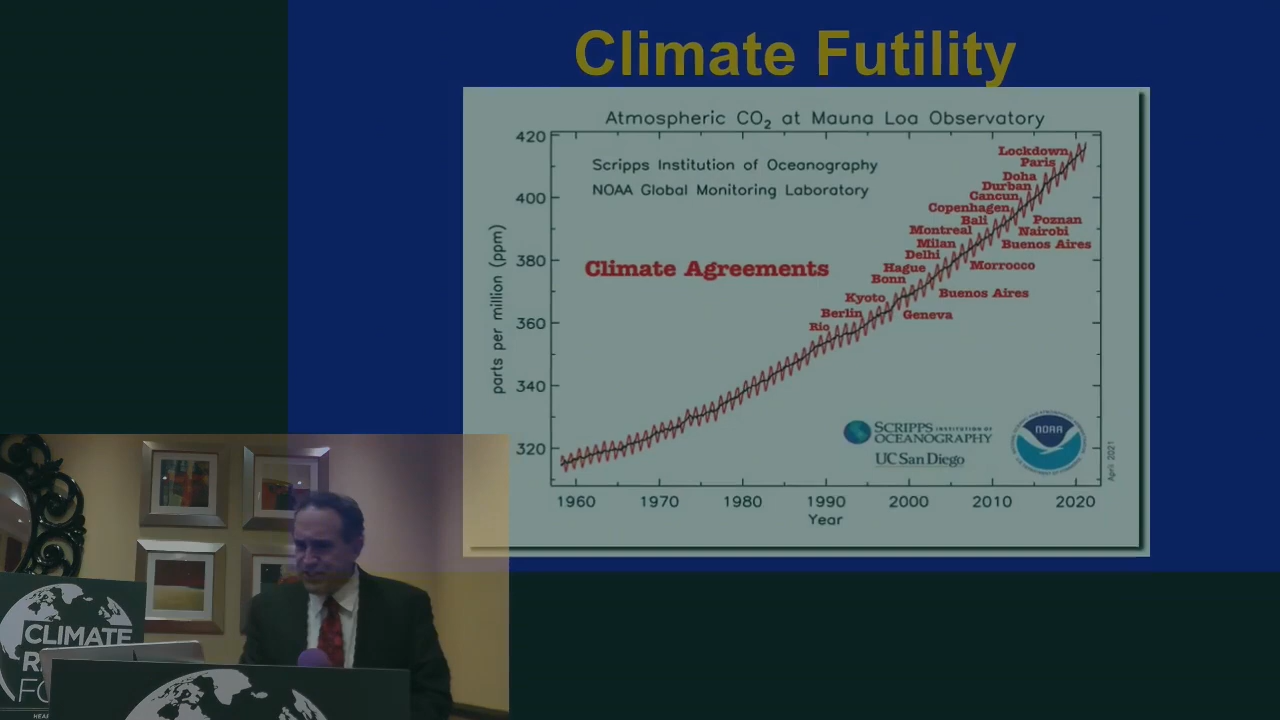 Climate Futility
Atmospheric CO₂ at Mauna Loa Observatory
Scripps Institution of Oceanography
NOAA Global Monitoring Laboratory
Climate Agreements
Lockdown
Paris
Doha
Durban
Cancun
Copenhagen
Bali
Montreal
Milan
Delhi
Hague
Bonn
Kyoto
Berlin
Rio
Poznan
Nairobi
Buenos Aires
Morrocco
Buenos Aires
Geneva
parts per million (ppm)
420
400
380
360
340
320
1960 1970 1980 1990 2000 2010 2020
Year
SCRIPPS INSTITUTION OF
OCEANOGRAPHY
UC San Diego
NOAA
April 2021
CLIMATE